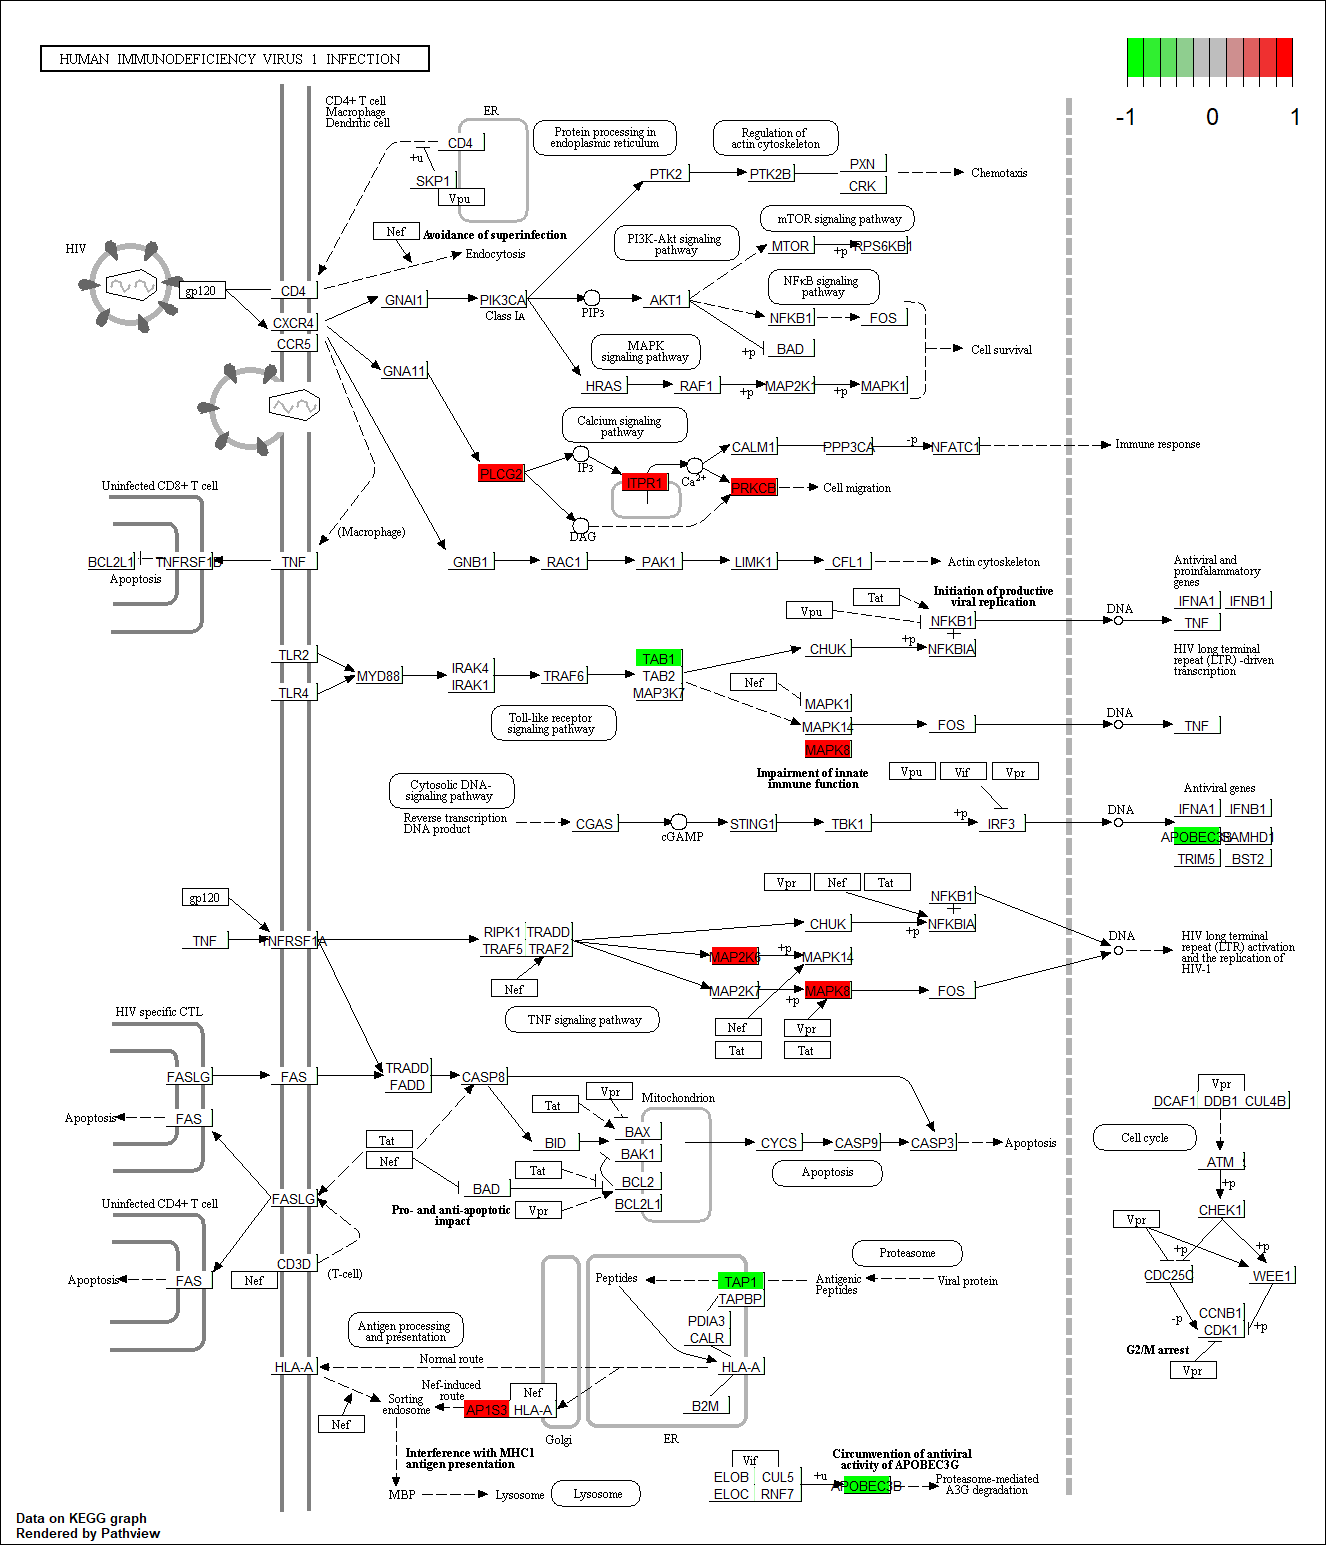 HUMAN IMMUNODEFICIENCY VIRUS 1 INFECTION
-1 0 1
CD4+ T cell
Macrophage
Dendritic cell
ER
CD4
+u
SKP1
Vpu
Protein processing in
endoplasmic reticulum
Regulation of
actin cytoskeleton
PTK2
PTK2B
PXN
CRK
Chemotaxis
HIV
gp120
Nef
Avoidance of superinfection
Endocytosis
PI3K-Akt signaling
pathway
mTOR signaling pathway
MTOR
+p
RPS6KB1
NFκB signaling
pathway
CD4
CXCR4
CCR5
GNAI1
PIK3CA
Class IA
PIP3
AKT1
NFKB1
FOS
+p
BAD
Cell survival
GNA11
MAPK
signaling pathway
HRAS
RAF1
+p
MAP2K1
+p
MAPK1
Calcium signaling
pathway
PLCG2
IP3
ITPR1
Ca2+
CALM1
PPP3CA
-p
NFATC1
Immune response
PRKCB
Cell migration
DAG
Uninfected CD8+ T cell
(Macrophage)
BCL2L1
TNFRSF1B
Apoptosis
TNF
GNB1
RAC1
PAK1
LIMK1
CFL1
Actin cytoskeleton
Initiation of productive
viral replication
Tat
Vpu
NFKB1
+p
CHUK
NFKBIA
DNA
Antiviral and
proinfalammatory
genes
IFNA1 IFNB1
TNF
HIV long terminal
repeat (LTR) -driven
transcription
TLR2
TLR4
MYD88
IRAK4
IRAK1
TRAF6
TAB1
TAB2
MAP3K7
Nef
MAPK1
MAPK14
MAPK8
FOS
DNA
TNF
Toll-like receptor
signaling pathway
Impairment of innate
immune function
Vpu Vif Vpr
Cytosolic DNA-
signaling pathway
Reverse transcription
DNA product
CGAS
cGAMP
STING1
TBK1
+p
IRF3
DNA
Antiviral genes
IFNA1 IFNB1
APOBEC3B SAMHD1
TRIM5 BST2
gp120
TNF
TNFRSF1A
RIPK1 TRADD
TRAF5 TRAF2
Nef
Vpr Nef Tat
NFKB1
CHUK
+p
NFKBIA
MAP2K6
+p
MAPK14
MAP2K7
+p
MAPK8
FOS
DNA
HIV long terminal
repeat (LTR) activation
and the replication of
HIV-1
TNF signaling pathway
Nef Vpr
Tat Tat
HIV specific CTL
FASLG
FAS
TRADD
FADD
CASP8
Apoptosis
FAS
Tat
Nef
Tat
Vpr
Mitochondrion
BID
BAX
BAK1
Tat
BAD
BCL2
BCL2L1
Vpr
Pro- and anti-apoptotic
impact
CYCS
CASP9
CASP3
Apoptosis
Apoptosis
Vpr
DCAF1 DDB1 CUL4B
Cell cycle
ATM
+p
CHEK1
Vpr
+p
+p
CDC25C
WEE1
-p
CCNB1
CDK1
+p
G2/M arrest
Vpr
Uninfected CD4+ T cell
FASLG
CD3D
(T-cell)
Apoptosis
FAS
Nef
Proteasome
Peptides
TAP1
TAPBP
Antigenic
Peptides
Viral protein
PDIA3
CALR
Antigen processing
and presentation
Normal route
HLA-A
HLA-A
Nef-induced
route
Nef
AP1S3
HLA-A
Sorting
endosome
Nef
B2M
Golgi
ER
Interference with MHC1
antigen presentation
MBP
Lysosome
Lysosome
Vif
ELOB CUL5
ELOC RNF7
+u
APOBEC3B
Circumvention of antiviral
activity of APOBEC3G
Proteasome-mediated
A3G degradation
Data on KEGG graph
Rendered by Pathview